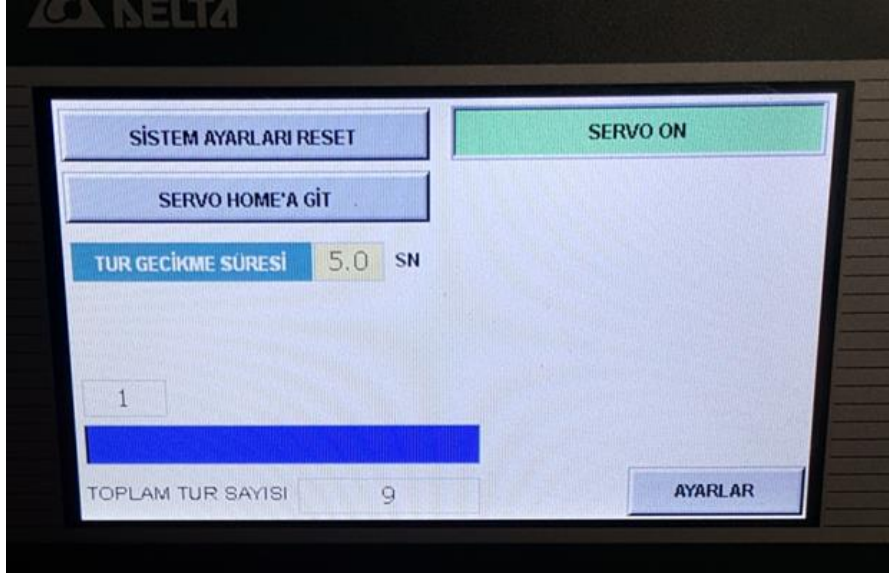 DELTA
SİSTEM AYARLARI RESET
SERVO ON
SERVO HOME'A GİT
TUR GECİKME SÜRESİ 5.0 SN
1
TOPLAM TUR SAYISI 9
AYARLAR